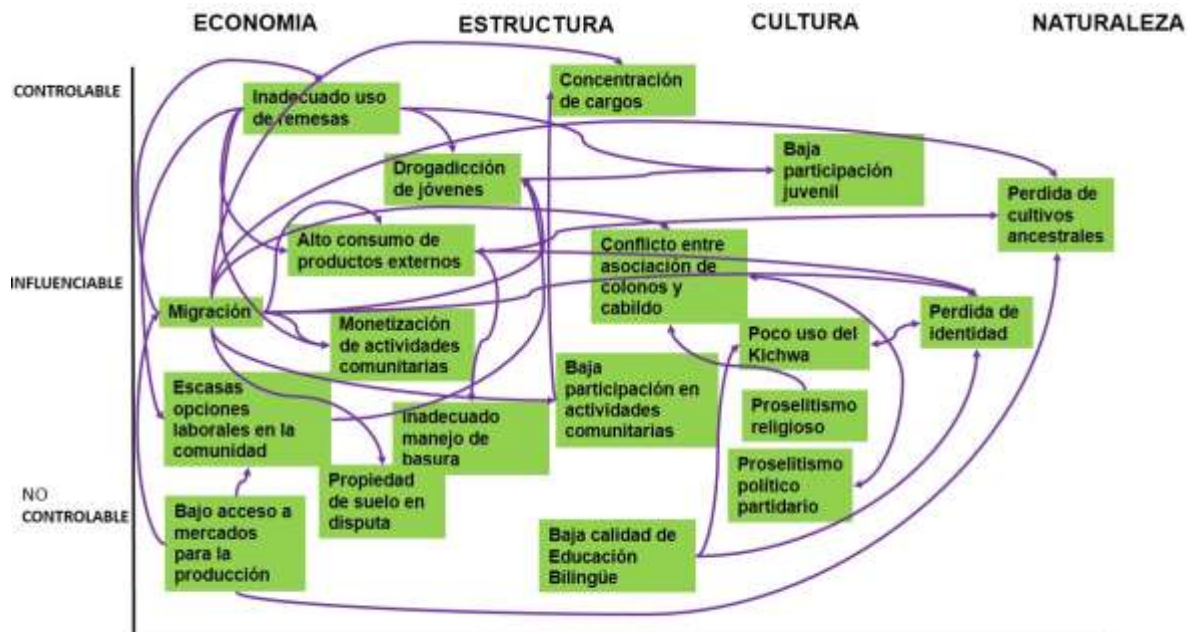 ECONOMIA
ESTRUCTURA
CULTURA
NATURALEZA
CONTROLABLE
Inadecuado uso
de remesas
Concentración
de cargos
Drogadicción
de jóvenes
Baja
participación
juvenil
Perdida de
cultivos
ancestrales
Alto consumo de
productos externos
Conflicto entre
asociación de
colonos y
cabildo
INFLUENCIABLE
Migración
Monetización
de actividades
comunitarias
Poco uso del
Kichwa
Perdida de
identidad
Escasas
opciones
laborales en la
comunidad
Inadecuado
manejo de
basura
Baja
participación en
actividades
comunitarias
Proselitismo
religioso
Proselitismo
político
partidario
NO
CONTROLABLE
Propiedad
de suelo en
disputa
Bajo acceso a
mercados
para la
producción
Baja calidad de
Educación
Bilingüe